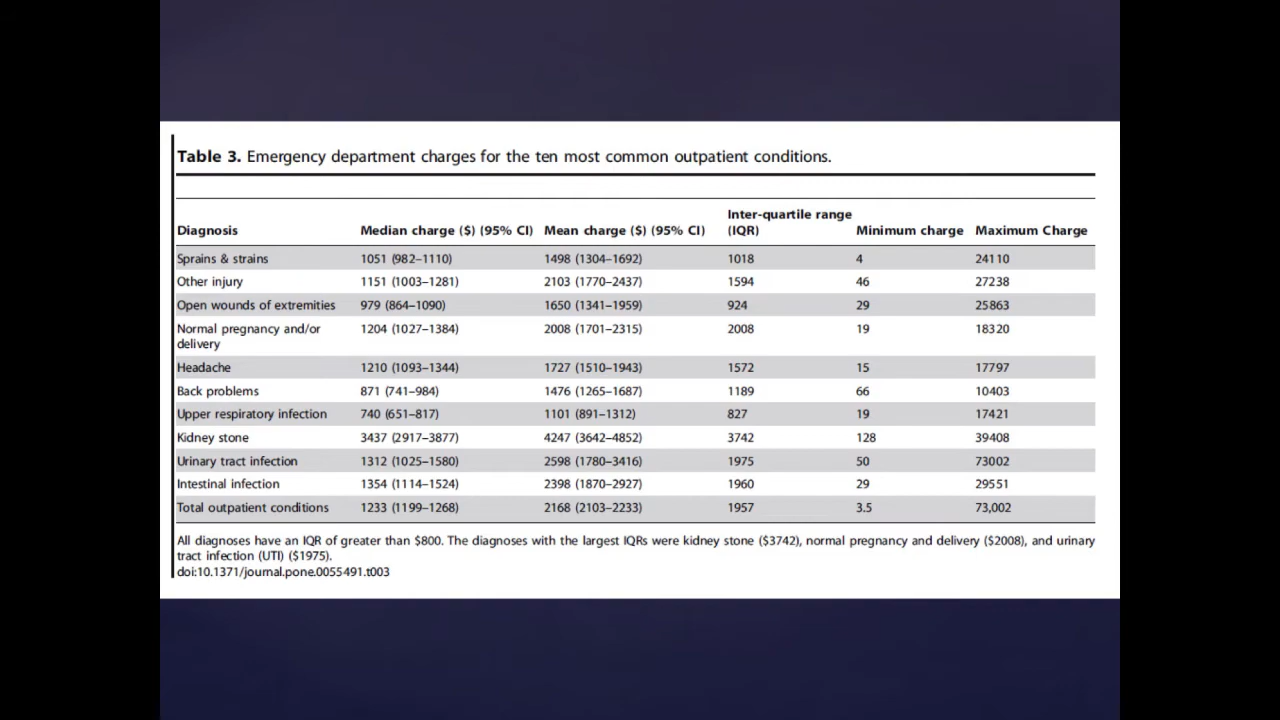 Table 3. Emergency department charges for the ten most common outpatient conditions.
Diagnosis Median charge ($) (95% CI) Mean charge ($) (95% CI) Inter-quartile range (IQR) Minimum charge Maximum Charge
Sprains & strains 1051 (982–1110) 1498 (1304–1692) 1018 4 24110
Other injury 1151 (1003–1281) 2103 (1770–2437) 1594 46 27238
Open wounds of extremities 979 (864–1090) 1650 (1341–1959) 924 29 25863
Normal pregnancy and/or delivery 1204 (1027–1384) 2008 (1701–2315) 2008 19 18320
Headache 1210 (1093–1344) 1727 (1510–1943) 1572 15 17797
Back problems 871 (741–984) 1476 (1265–1687) 1189 66 10403
Upper respiratory infection 740 (651–817) 1101 (891–1312) 827 19 17421
Kidney stone 3437 (2917–3877) 4247 (3642–4852) 3742 128 39408
Urinary tract infection 1312 (1025–1580) 2598 (1780–3416) 1975 50 73002
Intestinal infection 1354 (1114–1524) 2398 (1870–2927) 1960 29 29551
Total outpatient conditions 1233 (1199–1268) 2168 (2103–2233) 1957 3.5 73,002
All diagnoses have an IQR of greater than $800. The diagnoses with the largest IQRs were kidney stone ($3742), normal pregnancy and delivery ($2008), and urinary
tract infection (UTI) ($1975).
doi:10.1371/journal.pone.0055491.t003